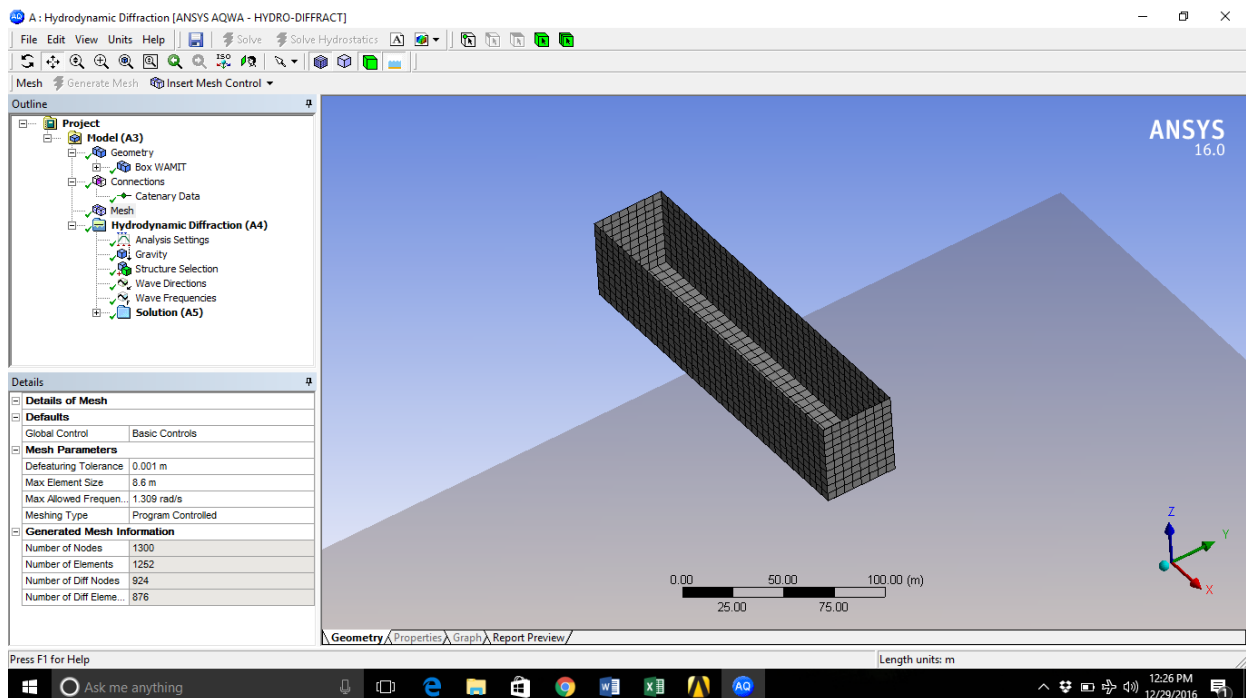 A : Hydrodynamic Diffraction [ANSYS AQWA - HYDRO-DIFFRACT]
File Edit View Units Help Solve Solve Hydrostatics A
ISO
Mesh Generate Mesh Insert Mesh Control
Outline
Project
Model (A3)
Geometry
Box WAMIT
Connections
Catenary Data
Mesh
Hydrodynamic Diffraction (A4)
Analysis Settings
Gravity
Structure Selection
Wave Directions
Wave Frequencies
Solution (A5)
Details
Details of Mesh
Defaults
Global Control Basic Controls
Mesh Parameters
Defeaturing Tolerance 0.001 m
Max Element Size 8.6 m
Max Allowed Frequen... 1.309 rad/s
Meshing Type Program Controlled
Generated Mesh Information
Number of Nodes 1300
Number of Elements 1252
Number of Diff Nodes 924
Number of Diff Eleme... 876
ANSYS
16.0
Z
Y
X
0.00 50.00 100.00 (m)
25.00 75.00
Geometry Properties Graph Report Preview
Press F1 for Help Length units: m
Ask me anything
AQ
12:26 PM
12/29/2016
1